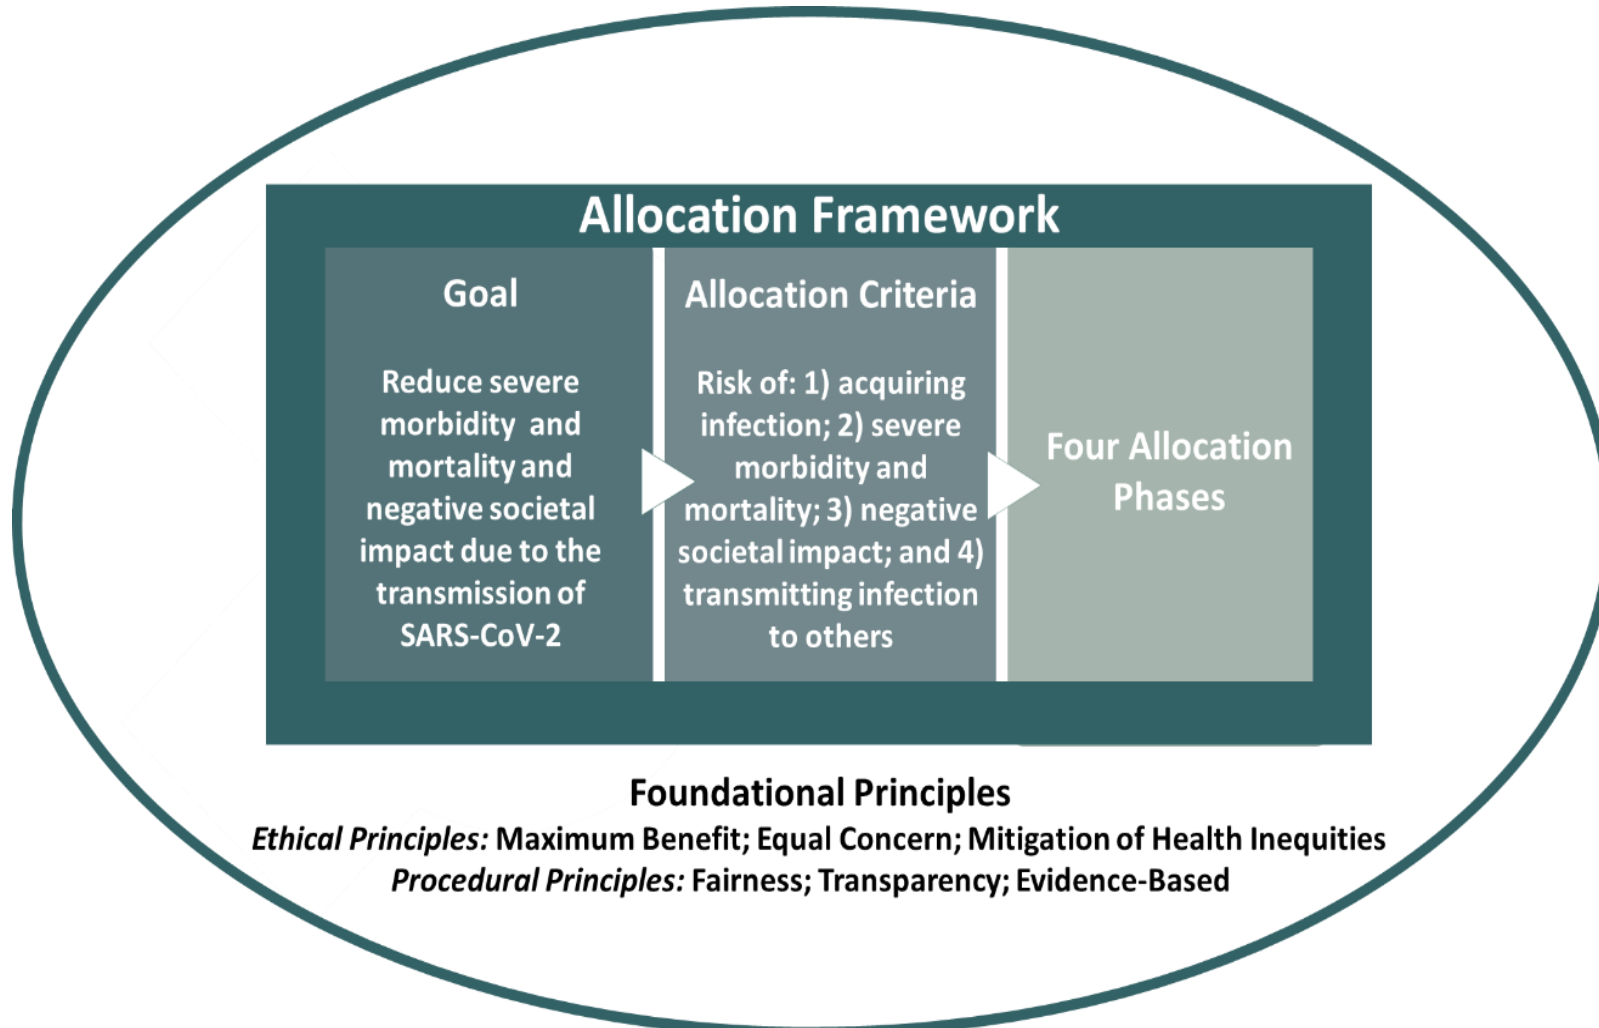 Allocation Framework
Goal
Reduce severe
morbidity and
mortality and
negative societal
impact due to the
transmission of
SARS-CoV-2
Allocation Criteria
Risk of: 1) acquiring
infection; 2) severe
morbidity and
mortality; 3) negative
societal impact; and 4)
transmitting infection
to others
Four Allocation
Phases
Foundational Principles
Ethical Principles: Maximum Benefit; Equal Concern; Mitigation of Health Inequities
Procedural Principles: Fairness; Transparency; Evidence-Based